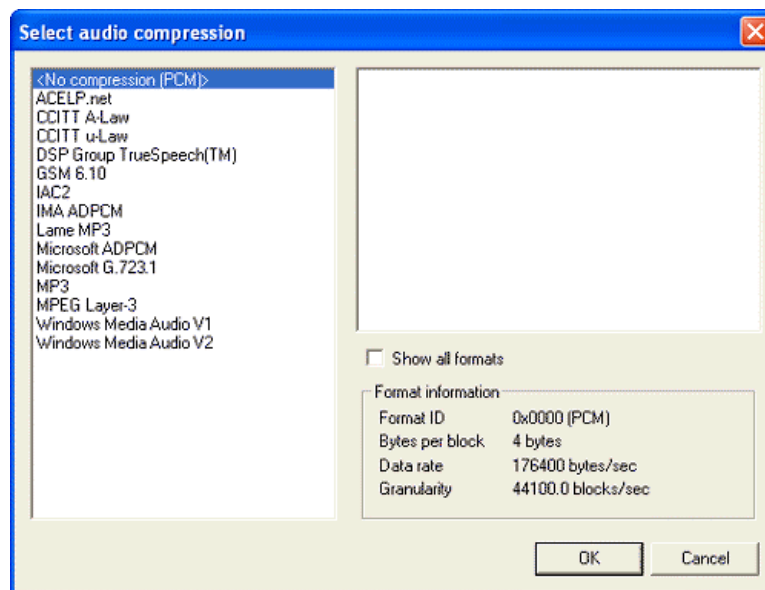 Select audio compression
<No compression (PCM)>
ACELP.net
CCITT A-Law
CCITT u-Law
DSP Group TrueSpeech(TM)
GSM 6.10
IAC2
IMA ADPCM
Lame MP3
Microsoft ADPCM
Microsoft G.723.1
MP3
MPEG Layer-3
Windows Media Audio V1
Windows Media Audio V2
Show all formats
Format information
Format ID 0x0000 (PCM)
Bytes per block 4 bytes
Data rate 176400 bytes/sec
Granularity 44100.0 blocks/sec
OK Cancel